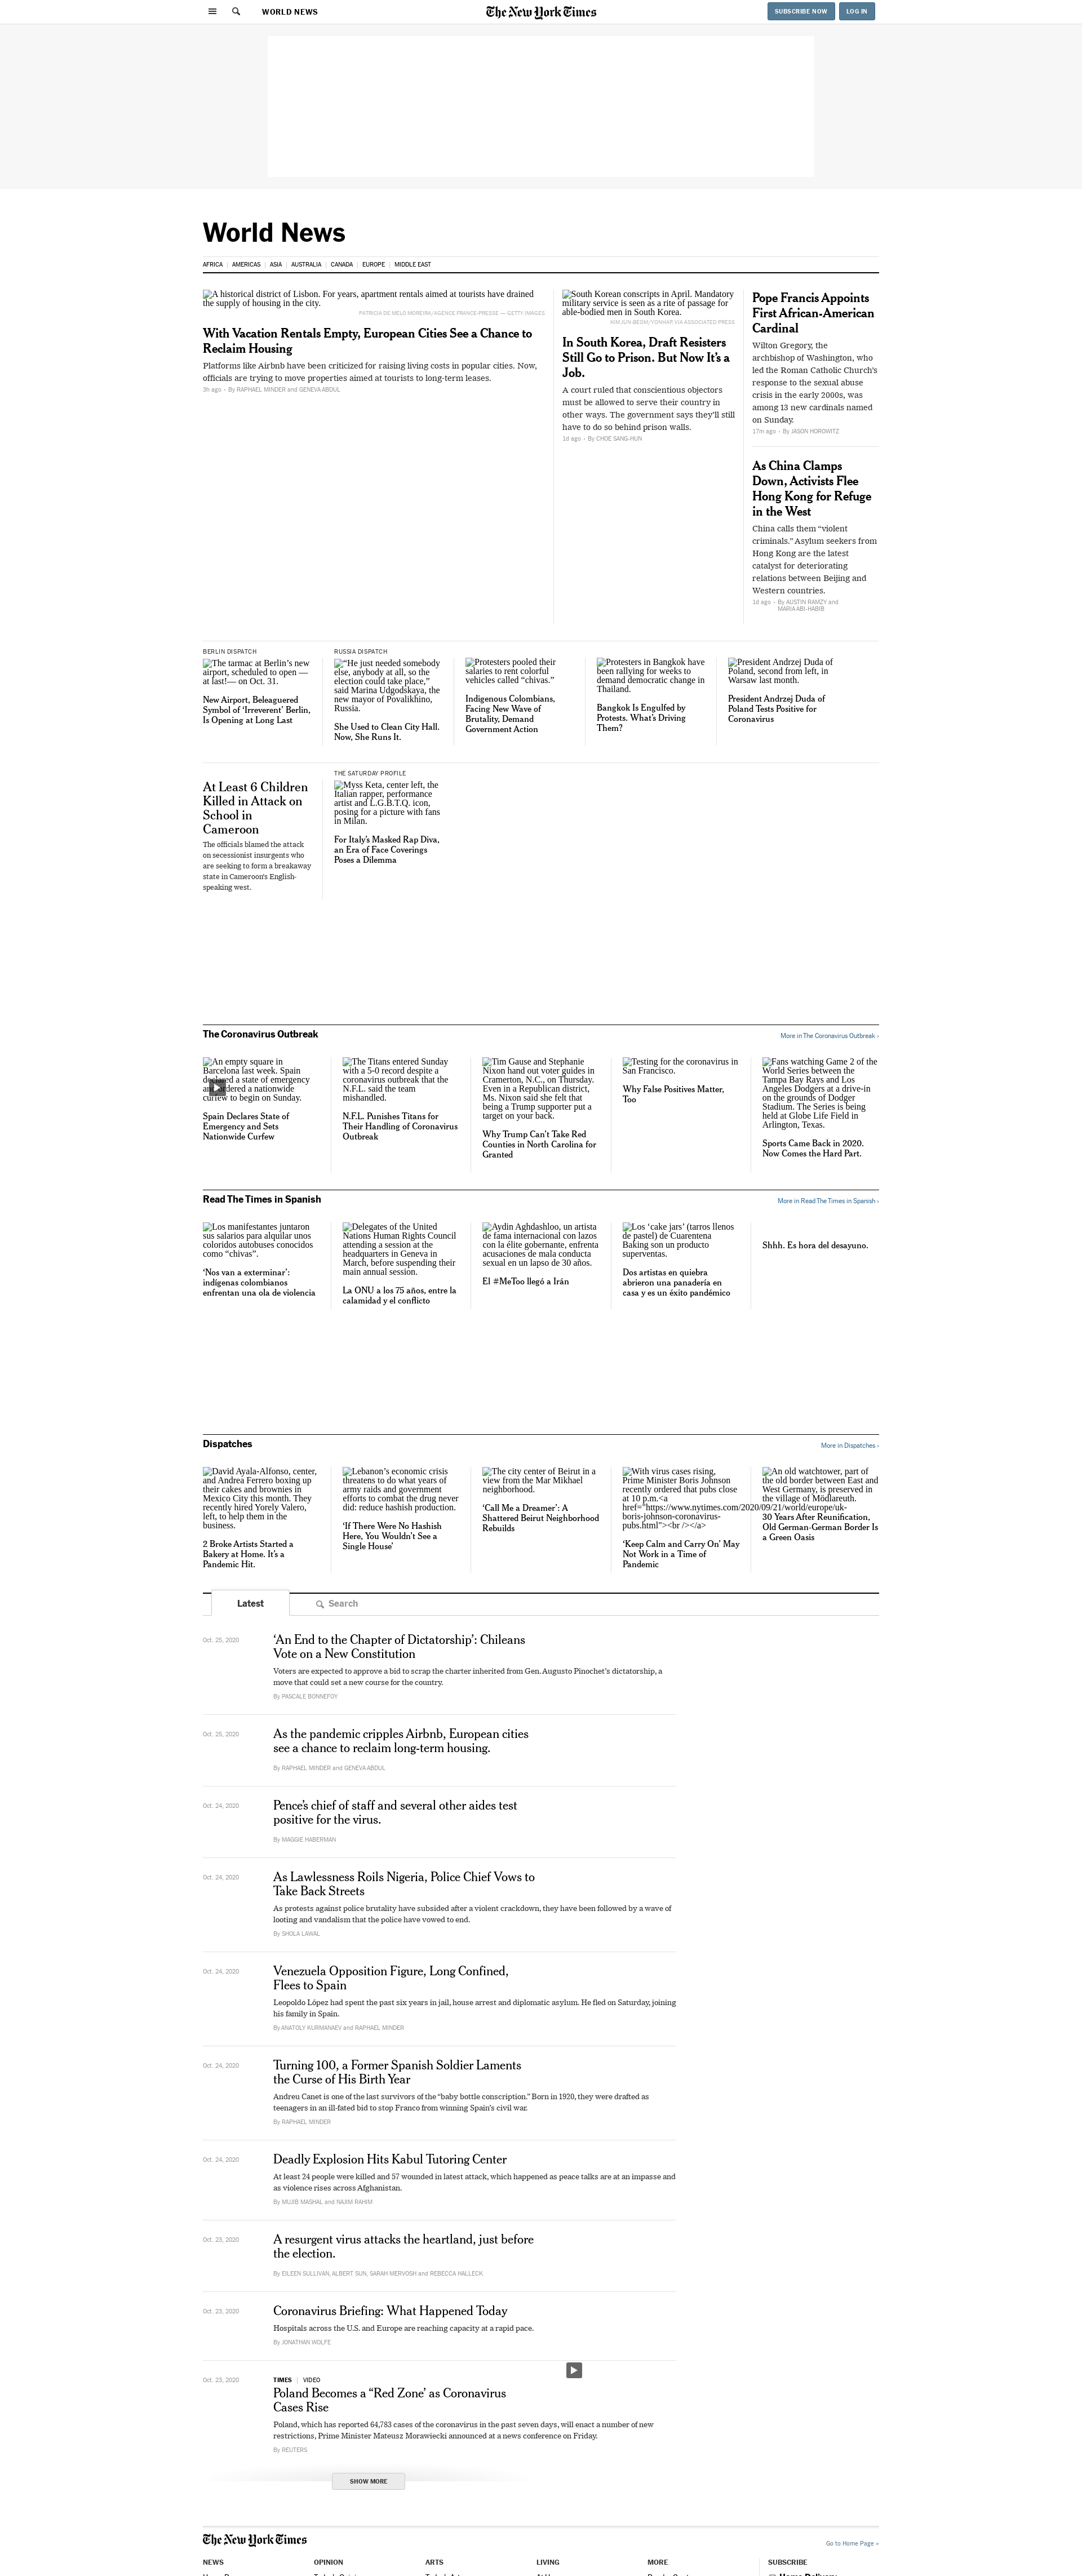 WORLD NEWS
The New York Times
SUBSCRIBE NOW
LOG IN
World News
AFRICA | AMERICAS | ASIA | AUSTRALIA | CANADA | EUROPE | MIDDLE EAST
A historical district of Lisbon. For years, apartment rentals aimed at tourists have drained
the supply of housing in the city.
PATRICIA DE MELO MOREIRA/AGENCE FRANCE-PRESSE — GETTY IMAGES
With Vacation Rentals Empty, European Cities See a Chance to
Reclaim Housing
Platforms like Airbnb have been criticized for raising living costs in popular cities. Now,
officials are trying to move properties aimed at tourists to long-term leases.
3h ago • By RAPHAEL MINDER and GENEVA ABDUL
South Korean conscripts in April. Mandatory
military service is seen as a rite of passage for
able-bodied men in South Korea.
KIM JUN-BEOM/YONHAP, VIA ASSOCIATED PRESS
In South Korea, Draft Resisters
Still Go to Prison. But Now It’s a
Job.
A court ruled that conscientious objectors
must be allowed to serve their country in
other ways. The government says they’ll still
have to do so behind prison walls.
1d ago • By CHOE SANG-HUN
Pope Francis Appoints
First African-American
Cardinal
Wilton Gregory, the
archbishop of Washington, who
led the Roman Catholic Church’s
response to the sexual abuse
crisis in the early 2000s, was
among 13 new cardinals named
on Sunday.
17m ago • By JASON HOROWITZ
As China Clamps
Down, Activists Flee
Hong Kong for Refuge
in the West
China calls them “violent
criminals.” Asylum seekers from
Hong Kong are the latest
catalyst for deteriorating
relations between Beijing and
Western countries.
1d ago • By AUSTIN RAMZY and
MARIA ABI-HABIB
BERLIN DISPATCH
The tarmac at Berlin’s new
airport, scheduled to open —
at last!— on Oct. 31.
New Airport, Beleaguered
Symbol of ‘Irreverent’ Berlin,
Is Opening at Long Last
RUSSIA DISPATCH
“He just needed somebody
else, anybody at all, so the
election could take place,”
said Marina Udgodskaya, the
new mayor of Povalikhino,
Russia.
She Used to Clean City Hall.
Now, She Runs It.
Protesters pooled their
salaries to rent colorful
vehicles called “chivas.”
Indigenous Colombians,
Facing New Wave of
Brutality, Demand
Government Action
Protesters in Bangkok have
been rallying for weeks to
demand democratic change in
Thailand.
Bangkok Is Engulfed by
Protests. What’s Driving
Them?
President Andrzej Duda of
Poland, second from left, in
Warsaw last month.
President Andrzej Duda of
Poland Tests Positive for
Coronavirus
At Least 6 Children
Killed in Attack on
School in
Cameroon
The officials blamed the attack
on secessionist insurgents who
are seeking to form a breakaway
state in Cameroon’s English-
speaking west.
THE SATURDAY PROFILE
Myss Keta, center left, the
Italian rapper, performance
artist and L.G.B.T.Q. icon,
posing for a picture with fans
in Milan.
For Italy’s Masked Rap Diva,
an Era of Face Coverings
Poses a Dilemma
The Coronavirus Outbreak
More in The Coronavirus Outbreak ›
An empty square in
Barcelona last week. Spain
declared a state of emergency
and ordered a nationwide
curfew to begin on Sunday.
Spain Declares State of
Emergency and Sets
Nationwide Curfew
The Titans entered Sunday
with a 5-0 record despite a
coronavirus outbreak that the
N.F.L. said the team
mishandled.
N.F.L. Punishes Titans for
Their Handling of Coronavirus
Outbreak
Tim Gause and Stephanie
Nixon hand out voter guides in
Cramerton, N.C., on Thursday.
Even in a Republican district,
Ms. Nixon said she felt that
being a Trump supporter put a
target on your back.
Why Trump Can’t Take Red
Counties in North Carolina for
Granted
Testing for the coronavirus in
San Francisco.
Why False Positives Matter,
Too
Fans watching Game 2 of the
World Series between the
Tampa Bay Rays and Los
Angeles Dodgers at a drive-in
on the grounds of Dodger
Stadium. The Series is being
held at Globe Life Field in
Arlington, Texas.
Sports Came Back in 2020.
Now Comes the Hard Part.
Read The Times in Spanish
More in Read The Times in Spanish ›
Los manifestantes juntaron
sus salarios para alquilar unos
coloridos autobuses conocidos
como “chivas”.
‘Nos van a exterminar’:
indígenas colombianos
enfrentan una ola de violencia
Delegates of the United
Nations Human Rights Council
attending a session at the
headquarters in Geneva in
March, before suspending their
main annual session.
La ONU a los 75 años, entre la
calamidad y el conflicto
Aydin Aghdashloo, un artista
de fama internacional con lazos
con la élite gobernante, enfrenta
acusaciones de mala conducta
sexual en un lapso de 30 años.
El #MeToo llegó a Irán
Los ‘cake jars’ (tarros llenos
de pastel) de Cuarentena
Baking son un producto
superventas.
Dos artistas en quiebra
abrieron una panadería en
casa y es un éxito pandémico
Shhh. Es hora del desayuno.
Dispatches
More in Dispatches ›
David Ayala-Alfonso, center,
and Andrea Ferrero boxing up
their cakes and brownies in
Mexico City this month. They
recently hired Yorely Valero,
left, to help them in the
business.
2 Broke Artists Started a
Bakery at Home. It’s a
Pandemic Hit.
Lebanon’s economic crisis
threatens to do what years of
army raids and government
efforts to combat the drug never
did: reduce hashish production.
‘If There Were No Hashish
Here, You Wouldn’t See a
Single House’
The city center of Beirut in a
view from the Mar Mikhael
neighborhood.
‘Call Me a Dreamer’: A
Shattered Beirut Neighborhood
Rebuilds
With virus cases rising,
Prime Minister Boris Johnson
recently ordered that pubs close
at 10 p.m.<a
href="https://www.nytimes.com/2020/09/21/world/europe/uk-
boris-johnson-coronavirus-
pubs.html"><br /></a>
‘Keep Calm and Carry On’ May
Not Work in a Time of
Pandemic
An old watchtower, part of
the old border between East and
West Germany, is preserved in
the village of Mödlareuth.
30 Years After Reunification,
Old German-German Border Is
a Green Oasis
Latest
Search
Oct. 25, 2020
‘An End to the Chapter of Dictatorship’: Chileans
Vote on a New Constitution
Voters are expected to approve a bid to scrap the charter inherited from Gen. Augusto Pinochet’s dictatorship, a
move that could set a new course for the country.
By PASCALE BONNEFOY
Oct. 25, 2020
As the pandemic cripples Airbnb, European cities
see a chance to reclaim long-term housing.
By RAPHAEL MINDER and GENEVA ABDUL
Oct. 24, 2020
Pence’s chief of staff and several other aides test
positive for the virus.
By MAGGIE HABERMAN
Oct. 24, 2020
As Lawlessness Roils Nigeria, Police Chief Vows to
Take Back Streets
As protests against police brutality have subsided after a violent crackdown, they have been followed by a wave of
looting and vandalism that the police have vowed to end.
By SHOLA LAWAL
Oct. 24, 2020
Venezuela Opposition Figure, Long Confined,
Flees to Spain
Leopoldo López had spent the past six years in jail, house arrest and diplomatic asylum. He fled on Saturday, joining
his family in Spain.
By ANATOLY KURMANAEV and RAPHAEL MINDER
Oct. 24, 2020
Turning 100, a Former Spanish Soldier Laments
the Curse of His Birth Year
Andreu Canet is one of the last survivors of the “baby bottle conscription.” Born in 1920, they were drafted as
teenagers in an ill-fated bid to stop Franco from winning Spain’s civil war.
By RAPHAEL MINDER
Oct. 24, 2020
Deadly Explosion Hits Kabul Tutoring Center
At least 24 people were killed and 57 wounded in latest attack, which happened as peace talks are at an impasse and
as violence rises across Afghanistan.
By MUJIB MASHAL and NAJIM RAHIM
Oct. 23, 2020
A resurgent virus attacks the heartland, just before
the election.
By EILEEN SULLIVAN, ALBERT SUN, SARAH MERVOSH and REBECCA HALLECK
Oct. 23, 2020
Coronavirus Briefing: What Happened Today
Hospitals across the U.S. and Europe are reaching capacity at a rapid pace.
By JONATHAN WOLFE
Oct. 23, 2020
TIMES | VIDEO
Poland Becomes a “Red Zone’ as Coronavirus
Cases Rise
Poland, which has reported 64,783 cases of the coronavirus in the past seven days, will enact a number of new
restrictions, Prime Minister Mateusz Morawiecki announced at a news conference on Friday.
By REUTERS
SHOW MORE
The New York Times
Go to Home Page »
NEWS
OPINION
ARTS
LIVING
MORE
SUBSCRIBE